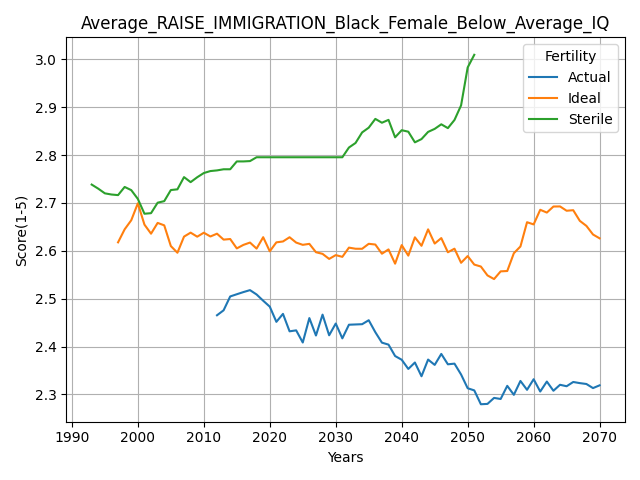 Average_RAISE_IMMIGRATION_Black_Female_Below_Average_IQ
Fertility
Actual
Ideal
Sterile
Score(1-5)
3.0
2.9
2.8
2.7
2.6
2.5
2.4
2.3
1990 2000 2010 2020 2030 2040 2050 2060 2070
Years